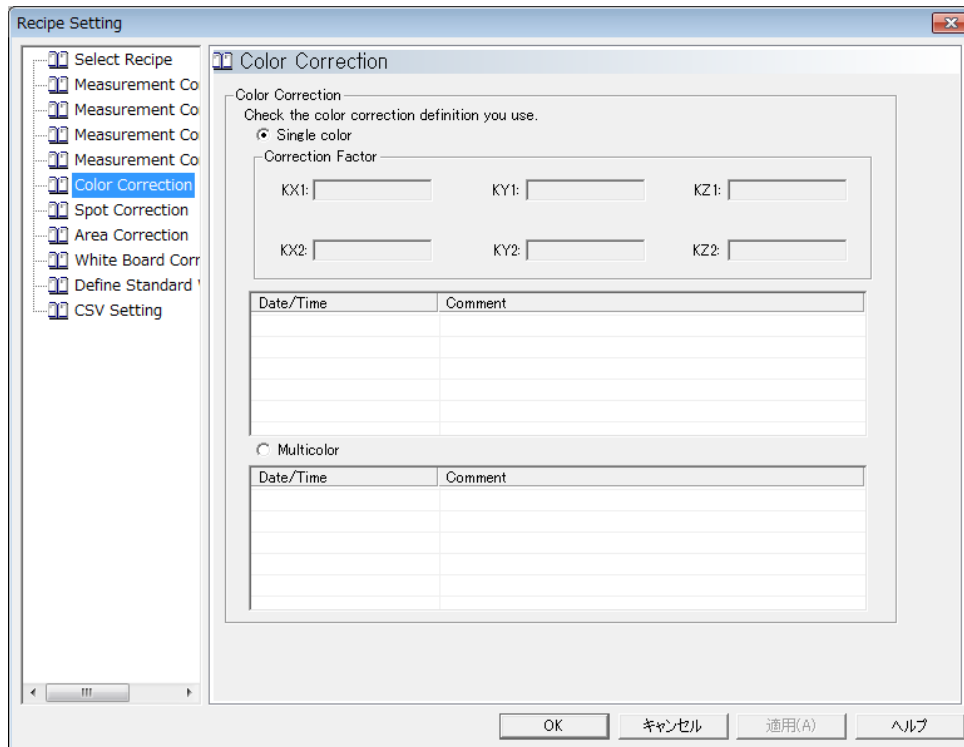 Recipe Setting
Select Recipe
Measurement Co
Measurement Co
Measurement Co
Measurement Co
Color Correction
Spot Correction
Area Correction
White Board Corr
Define Standard
CSV Setting
Color Correction
Color Correction
Check the color correction definition you use.
Single color
Correction Factor
KX1: KY1: KZ1:
KX2: KY2: KZ2:
Date/Time Comment
Multicolor
Date/Time Comment
OK キャンセル 適用(A) ヘルプ